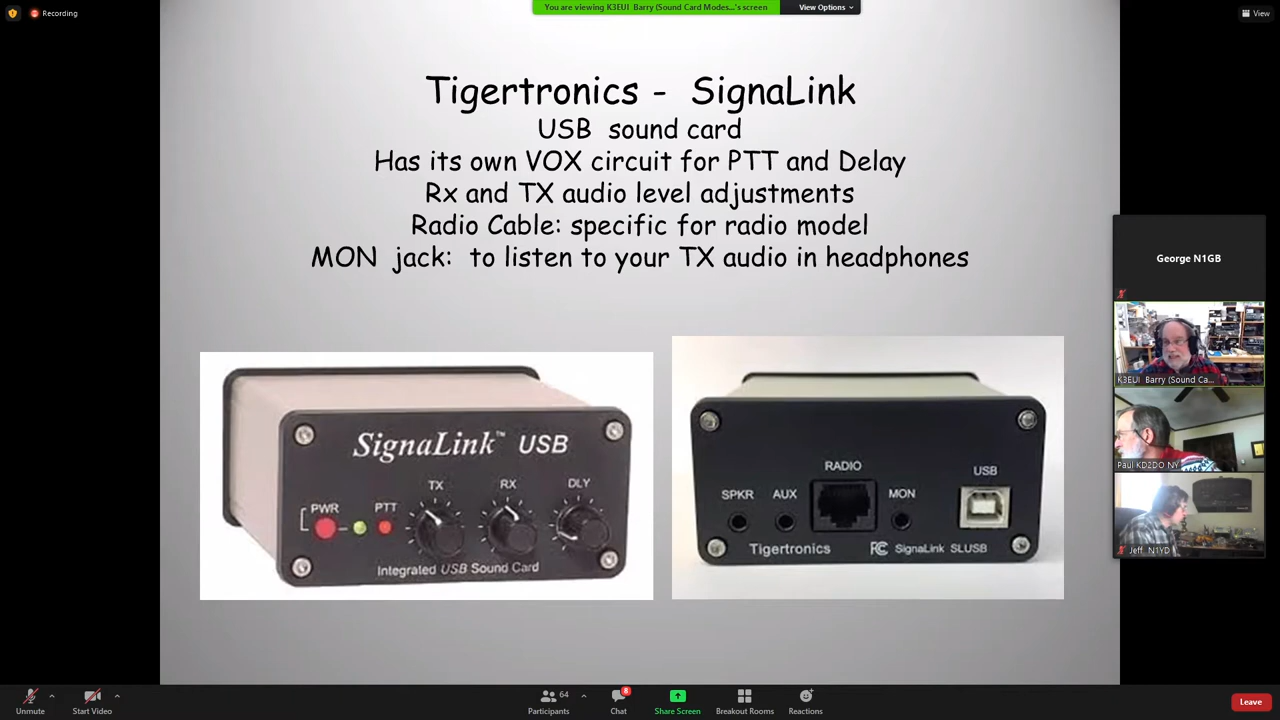 Recording
You are viewing K3EUI Barry (Sound Card Modes...'s screen
View Options
View
Tigertronics - SignaLink
USB sound card
Has its own VOX circuit for PTT and Delay
Rx and TX audio level adjustments
Radio Cable: specific for radio model
MON jack: to listen to your TX audio in headphones
SignaLink™ USB
PWR
PTT
TX
RX
DLY
Integrated USB Sound Card
RADIO
USB
SPKR
AUX
MON
Tigertronics
FC SignaLink SLUSB
George N1GB
K3EUI Barry (Sound Ca...
Paul KD2DO NY
Jeff N1YD
Unmute
Start Video
Participants
64
Chat
8
Share Screen
Breakout Rooms
Reactions
Leave